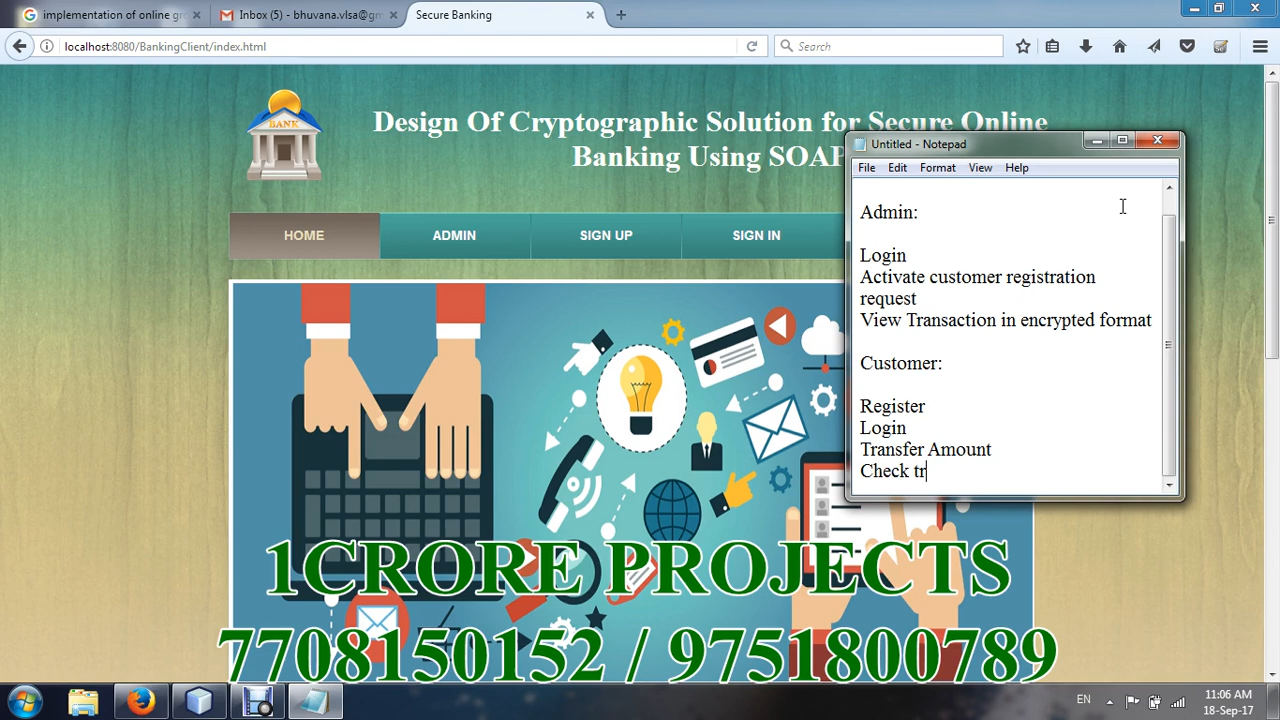 implementation of online gro
Inbox (5) - bhuvana.vlsa@gm
Secure Banking
localhost:8080/BankingClient/index.html
Search
BANK
Design Of Cryptographic Solution for Secure Online
Banking Using SOAP
HOME
ADMIN
SIGN UP
SIGN IN
Untitled - Notepad
File Edit Format View Help
Admin:
Login
Activate customer registration
request
View Transaction in encrypted format
Customer:
Register
Login
Transfer Amount
Check tr
1CRORE PROJECTS
7708150152 / 9751800789
EN
11:06 AM
18-Sep-17